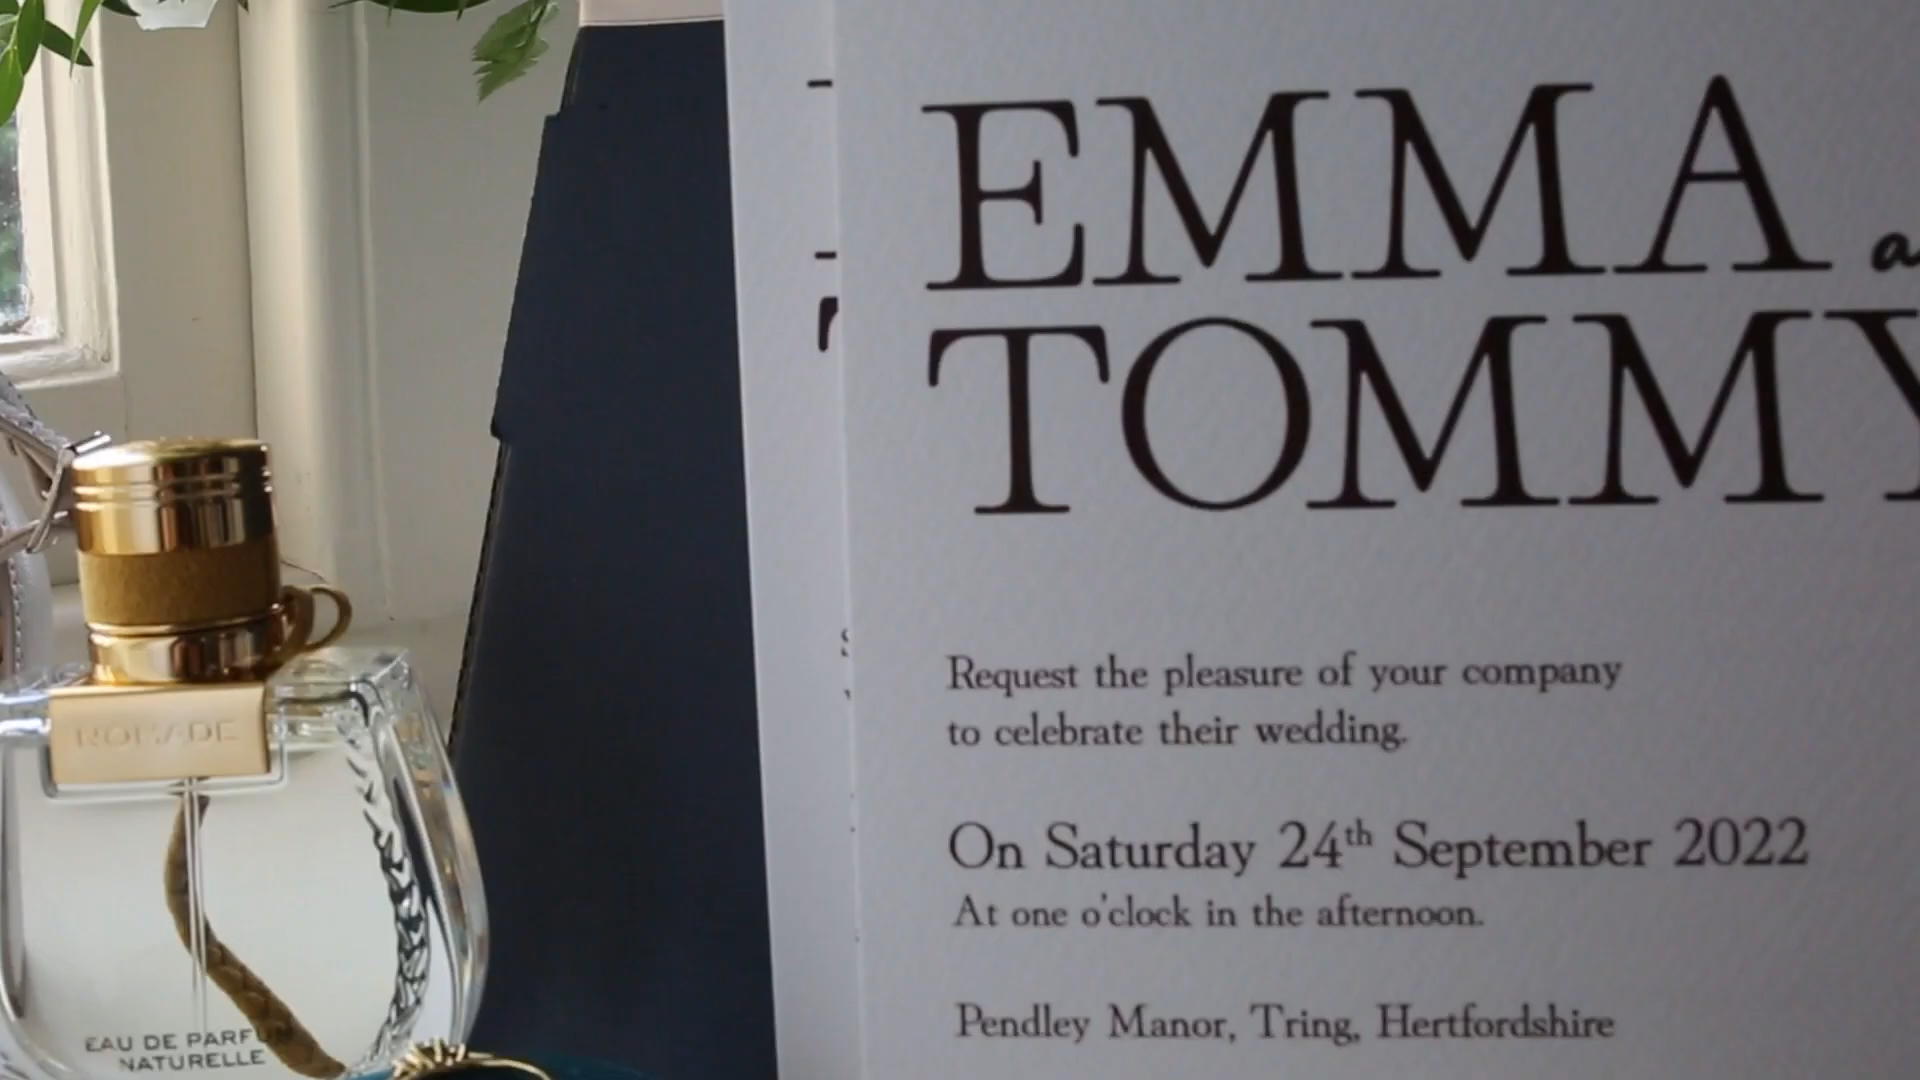 EMMA
TOMMY
Request the pleasure of your company
to celebrate their wedding.
On Saturday 24th September 2022
At one o'clock in the afternoon.
Pendley Manor, Tring, Hertfordshire
NOMADE
EAU DE PARFUM
NATURELLE